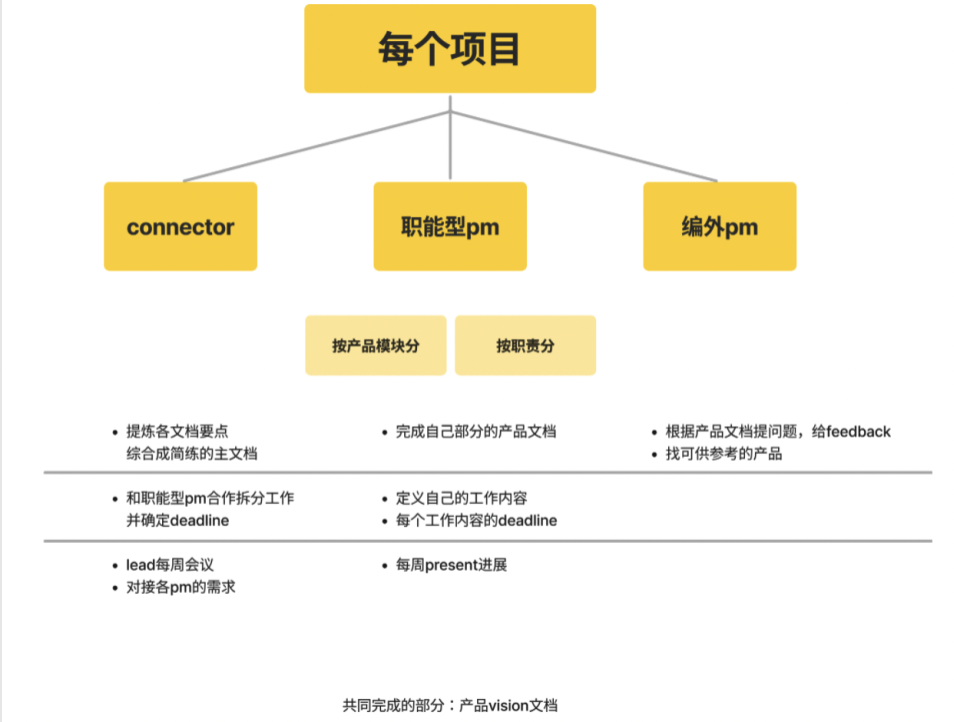 每个项目
connector
职能型pm
编外pm
按产品模块分
按职责分
• 提炼各文档要点
综合成简练的主文档
• 完成自己部分的产品文档
• 根据产品文档提问题，给feedback
• 找可供参考的产品
• 和职能型pm合作拆分工作
并确定deadline
• 定义自己的工作内容
• 每个工作内容的deadline
• lead每周会议
• 对接各pm的需求
• 每周present进展
共同完成的部分：产品vision文档